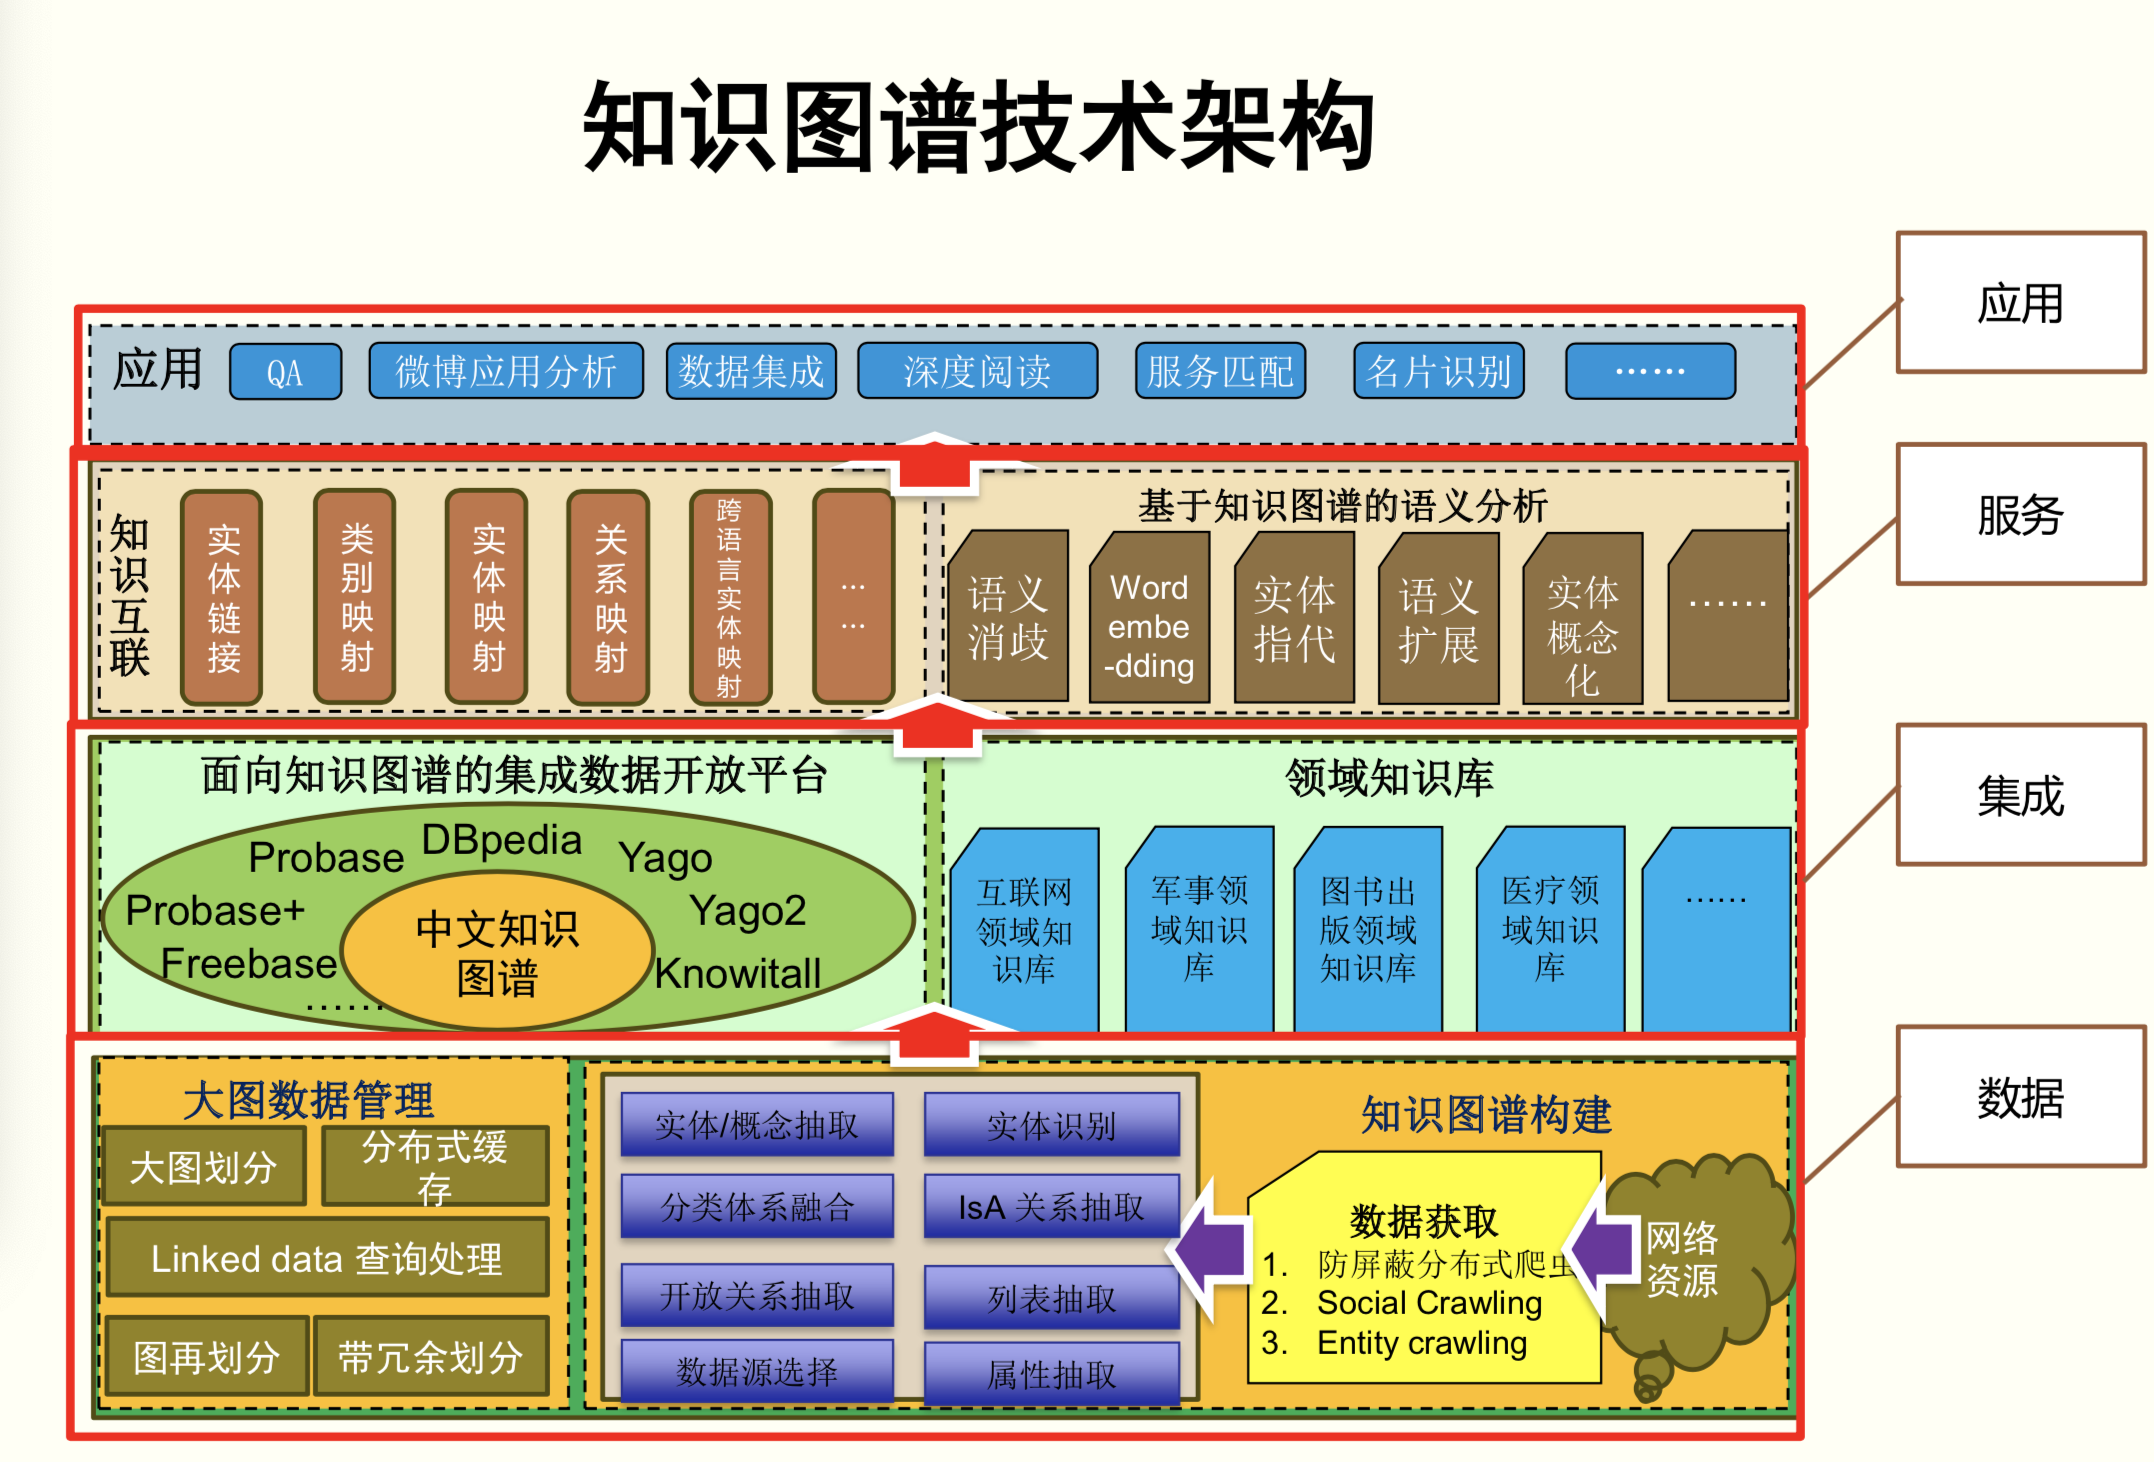 知识图谱技术架构
应用
应用
QA
微博应用分析
数据集成
深度阅读
服务匹配
名片识别
……
服务
知识互联
实体链接
类别映射
实体映射
关系映射
跨语言实体映射
……
基于知识图谱的语义分析
语义
消歧
Word
embe
-dding
实体
指代
语义
扩展
实体
概念
化
……
集成
面向知识图谱的集成数据开放平台
Probase
DBpedia
Yago
Probase+
Yago2
Freebase
Knowitall
……
中文知识
图谱
领域知识库
互联网
领域知
识库
军事领
域知识
库
图书出
版领域
知识库
医疗领
域知识
库
……
数据
大图数据管理
大图划分
分布式缓
存
Linked data 查询处理
图再划分
带冗余划分
实体/概念抽取
实体识别
分类体系融合
IsA 关系抽取
开放关系抽取
列表抽取
数据源选择
属性抽取
知识图谱构建
数据获取
1. 防屏蔽分布式爬虫
2. Social Crawling
3. Entity crawling
网络
资源